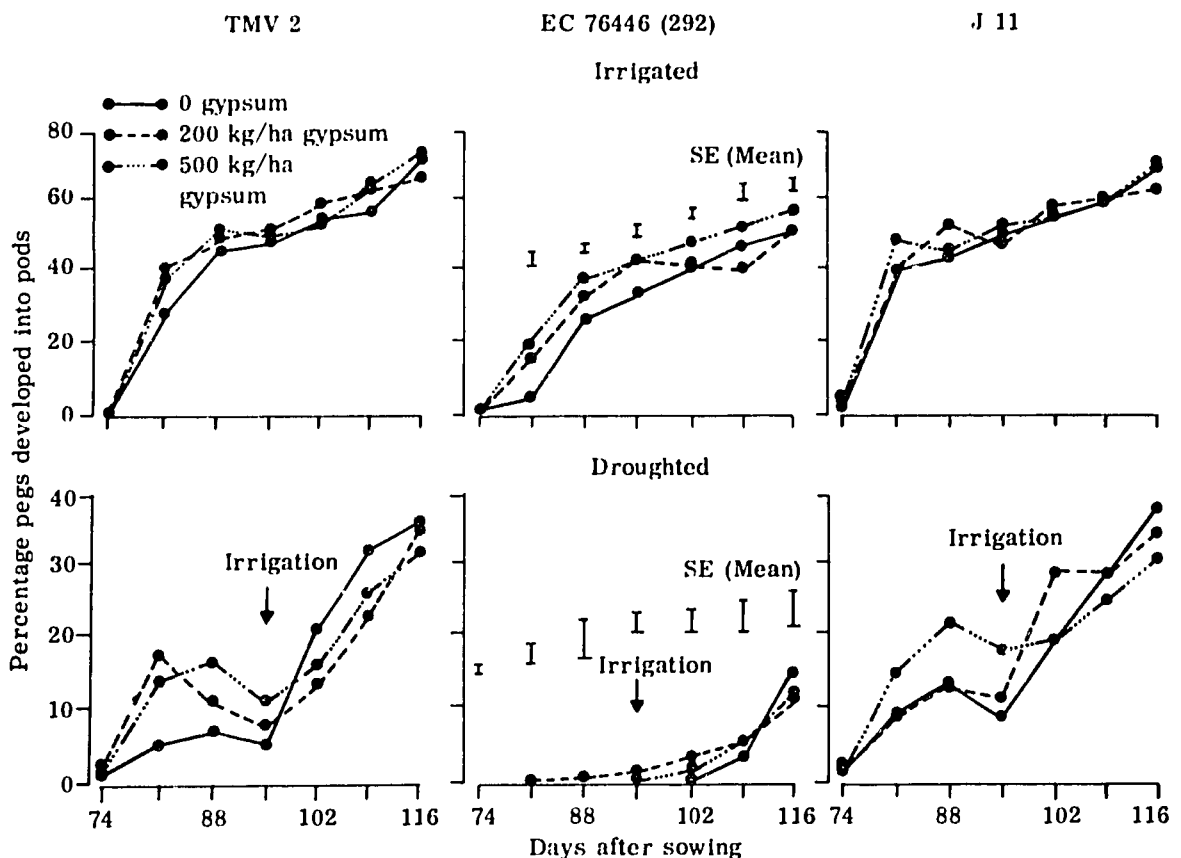 TMV 2
EC 76446 (292)
J 11
Irrigated
0 gypsum
200 kg/ha gypsum
500 kg/ha
gypsum
SE (Mean)
80
60
40
20
0
Percentage pegs developed into pods
Droughted
40
30
20
10
0
Irrigation
SE (Mean)
Irrigation
Irrigation
74 88 102 116
74 88 102 116
74 88 102 116
Days after sowing